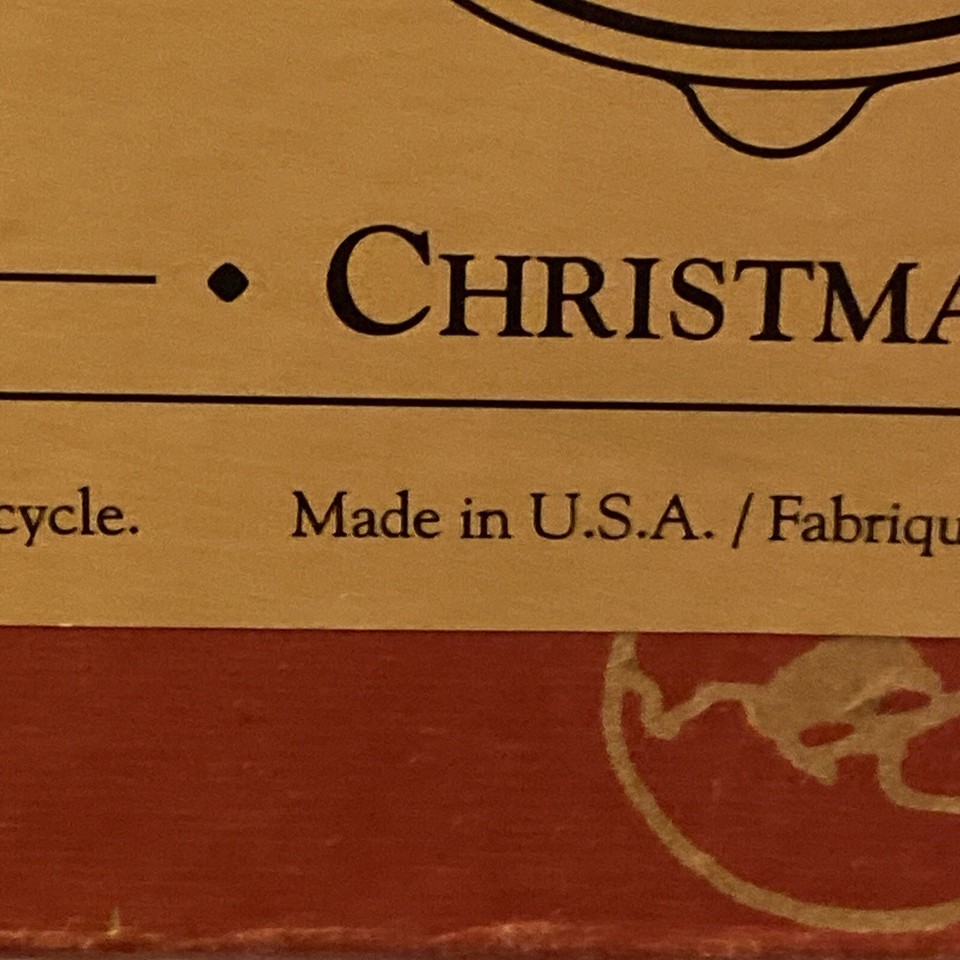 CHRISTMA
cycle. Made in U.S.A. / Fabriqu